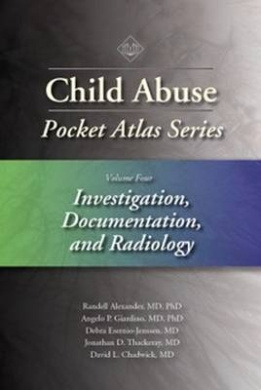 Child Abuse
Pocket Atlas Series
Volume Four
Investigation,
Documentation,
and Radiology
Randell Alexander, MD, PhD
Angelo P. Giardino, MD, PhD
Debra Esernio-Jenssen, MD
Jonathan D. Thackeray, MD
David L. Chadwick, MD